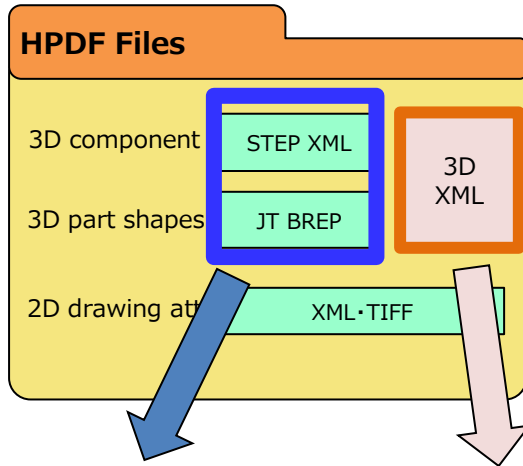 HPDF Files
3D component
STEP XML
3D
XML
3D part shapes
JT BREP
2D drawing att
XML･TIFF